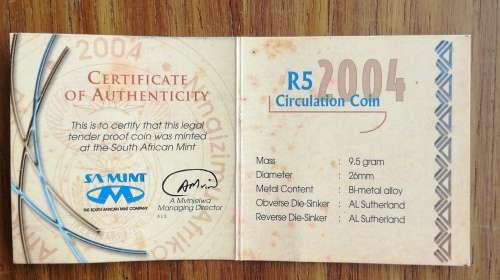 2004
CERTIFICATE
OF AUTHENTICITY
This is to certify that this legal
tender proof coin was minted
at the South African Mint
SA MINT
THE SOUTH AFRICAN MINT COMPANY
Managing Director
R5 2004
Circulation Coin
Mass : 9.5 gram
Diameter : 26mm
Metal Content : Bi-metal alloy
Obverse Die-Sinker : AL Sutherland
Reverse Die-Sinker : AL Sutherland